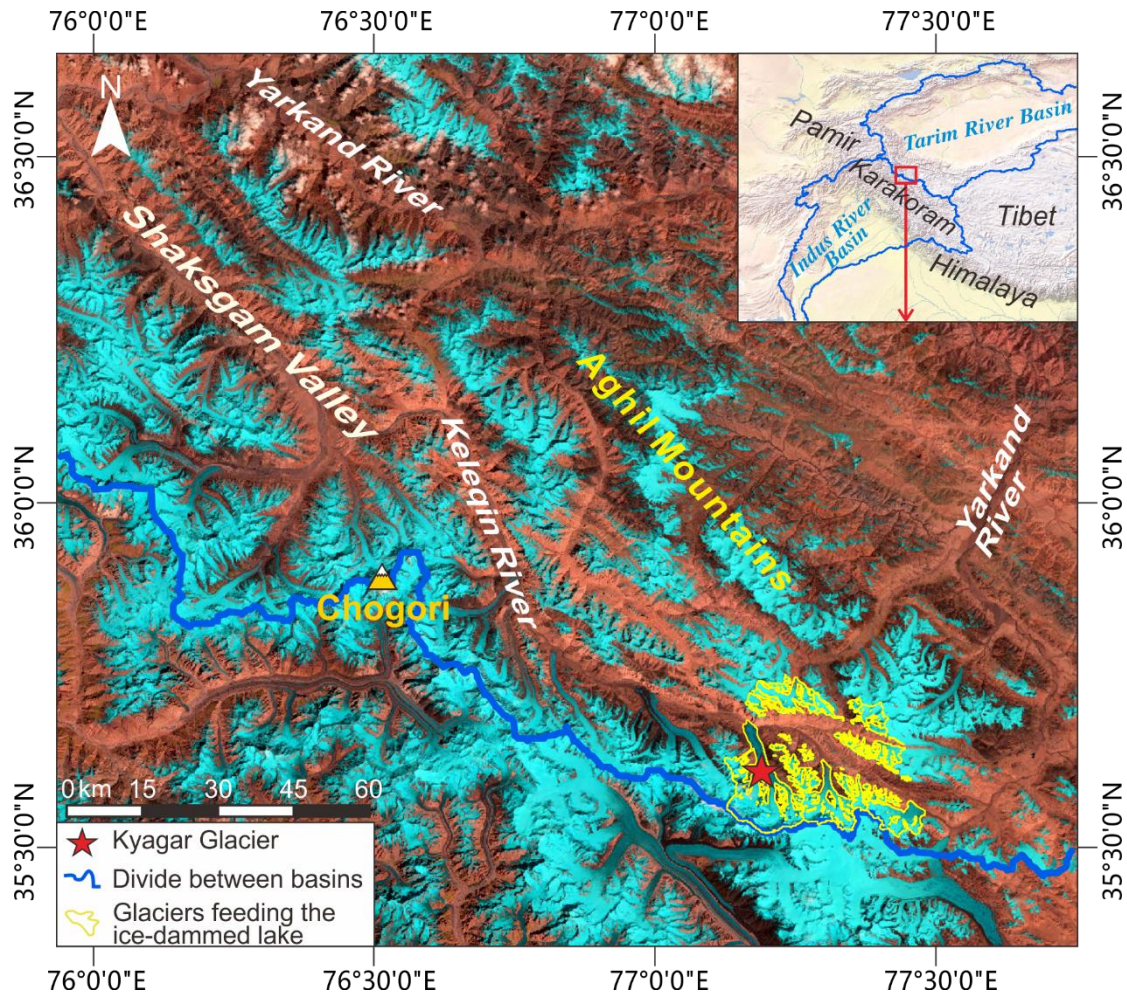 76°0'0"E 76°30'0"E 77°0'0"E 77°30'0"E
36°30'0"N
36°0'0"N
35°30'0"N
36°30'0"N
36°0'0"N
35°30'0"N
N
Yarkand River
Shaksgam Valley
Keleqin River
Aghil Mountains
Yarkand
River
Chogori
Pamir
Tarim River Basin
Karakoram
Tibet
Indus River
Basin
Himalaya
0 km 15 30 45 60
Kyagar Glacier
Divide between basins
Glaciers feeding the
ice-dammed lake
76°0'0"E 76°30'0"E 77°0'0"E 77°30'0"E